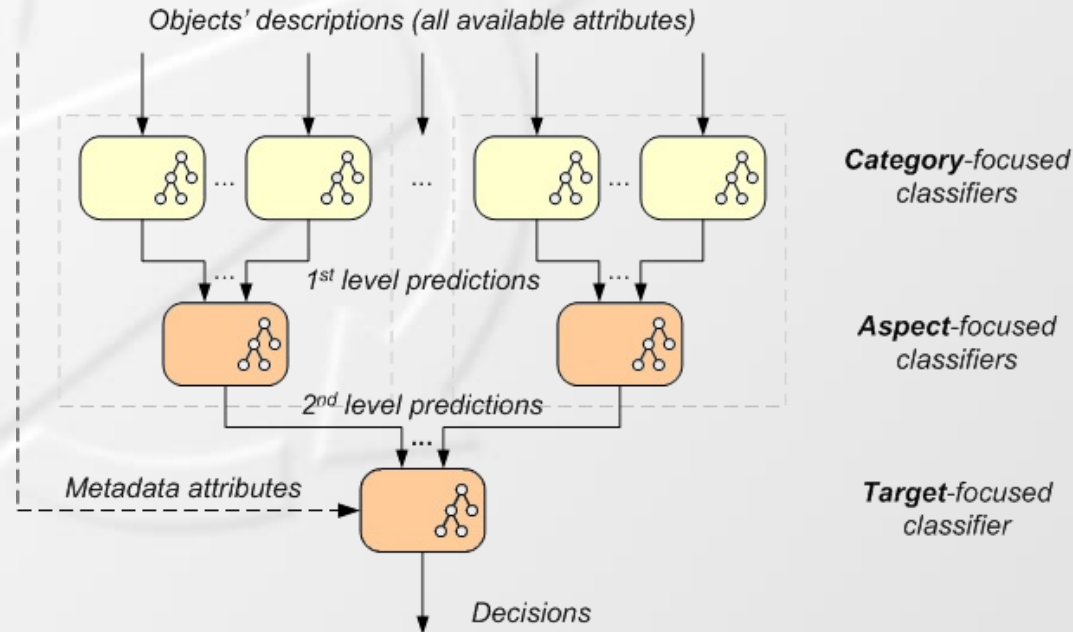 Objects' descriptions (all available attributes)
... ... ...
Category-focused
classifiers
... ...
1st level predictions
Aspect-focused
classifiers
2nd level predictions
...
Metadata attributes
Target-focused
classifier
Decisions